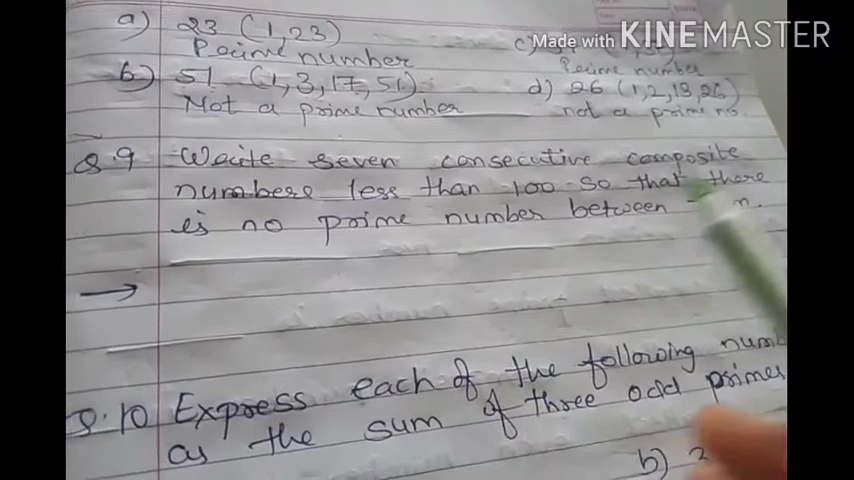 Made with KINEMASTER
a) 23 (1, 23)
Prime number
b) 51 (1, 3, 17, 51)
Not a prime number
c)
Prime number
d) 26 (1, 2, 13, 26)
not a prime no.
Q.9 Write seven consecutive composite
numbers less than 100 so that there
is no prime number between
→
Q.10 Express each of the following
as the sum of three odd primes
b)